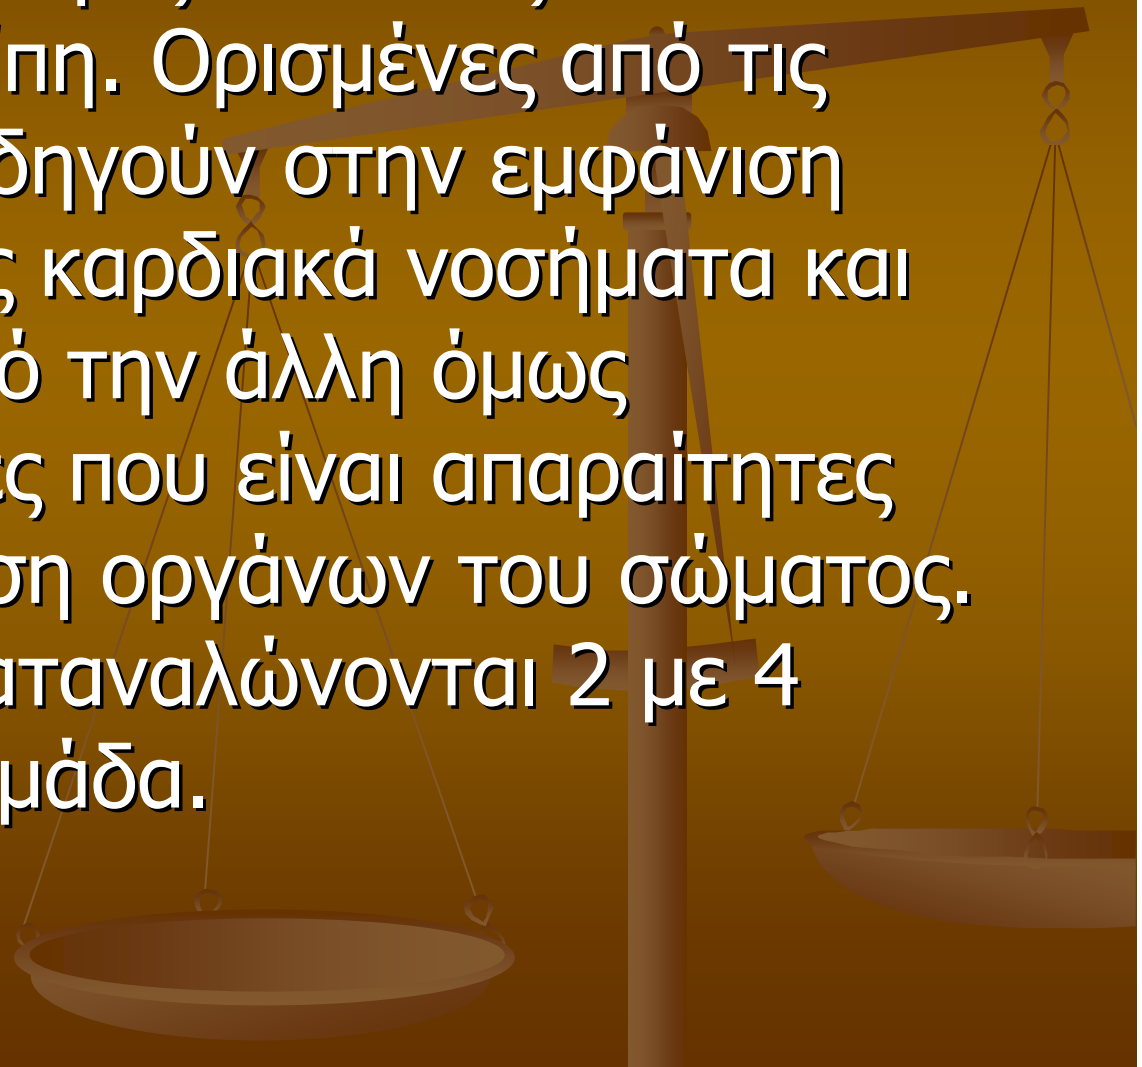 ίπη. Ορισμένες από τις
δηγούν στην εμφάνιση
ς καρδιακά νοσήματα και
ό την άλλη όμως
ες που είναι απαραίτητες
ση οργάνων του σώματος.
αταναλώνονται 2 με 4
μάδα.